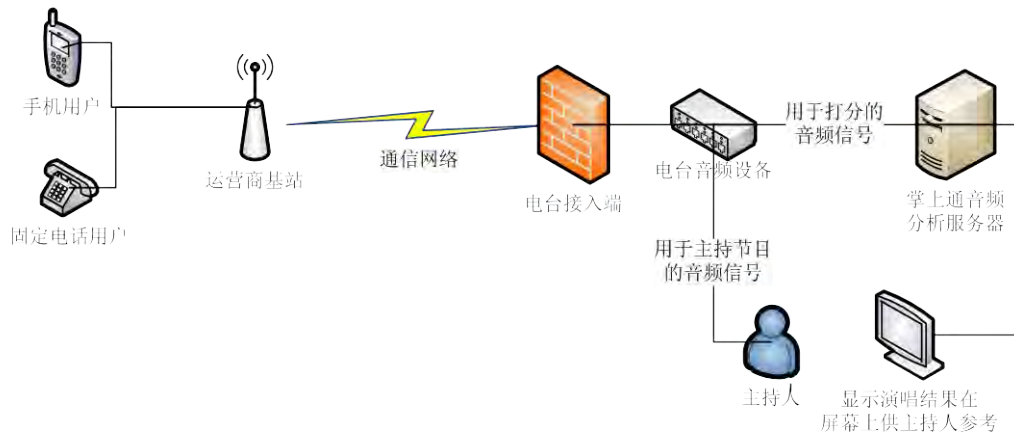 手机用户
固定电话用户
运营商基站
通信网络
电台接入端
电台音频设备
用于打分的
音频信号
掌上通音频
分析服务器
用于主持节目
的音频信号
主持人
显示演唱结果在
屏幕上供主持人参考